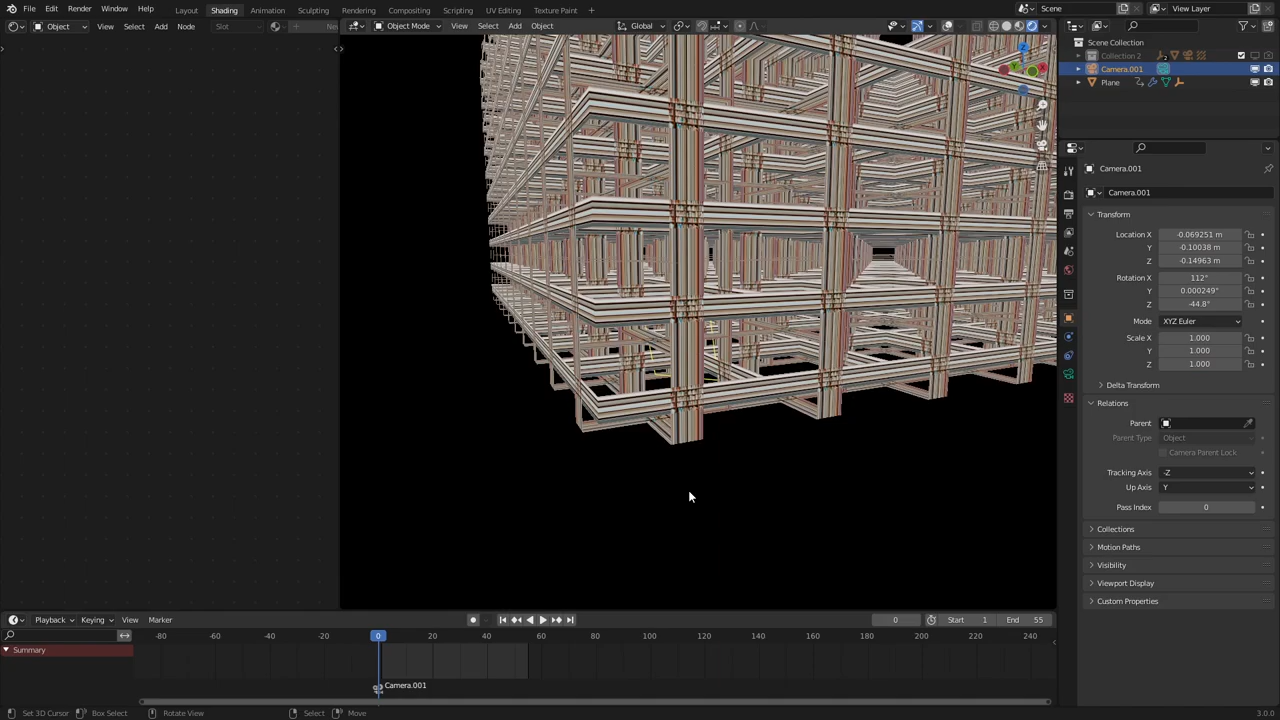 File Edit Render Window Help Layout Shading Animation Sculpting Rendering Compositing Scripting UV Editing Texture Paint + Scene View Layer
Object View Select Add Node Slot Ne Object Mode View Select Add Object Global
Scene Collection
Collection 2
Camera.001
Plane
Camera.001
Camera.001
Transform
Location X -0.069251 m
Y -0.10038 m
Z -0.14963 m
Rotation X 112°
Y 0.000249°
Z -44.8°
Mode XYZ Euler
Scale X 1.000
Y 1.000
Z 1.000
Delta Transform
Relations
Parent
Parent Type Object
Camera Parent Lock
Tracking Axis -Z
Up Axis Y
Pass Index 0
Collections
Motion Paths
Visibility
Viewport Display
Custom Properties
Playback Keying View Marker 0 Start 1 End 55
-80 -60 -40 -20 0 20 40 60 80 100 120 140 160 180 200 220 240
Summary
Camera.001
Set 3D Cursor Box Select Rotate View Select Move 3.0.0